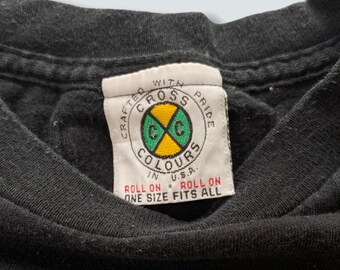 CRAFTED WITH PRIDE
CROSS
C C
COLOURS
IN U.S.A.
ROLL ON • ROLL ON
ONE SIZE FITS ALL